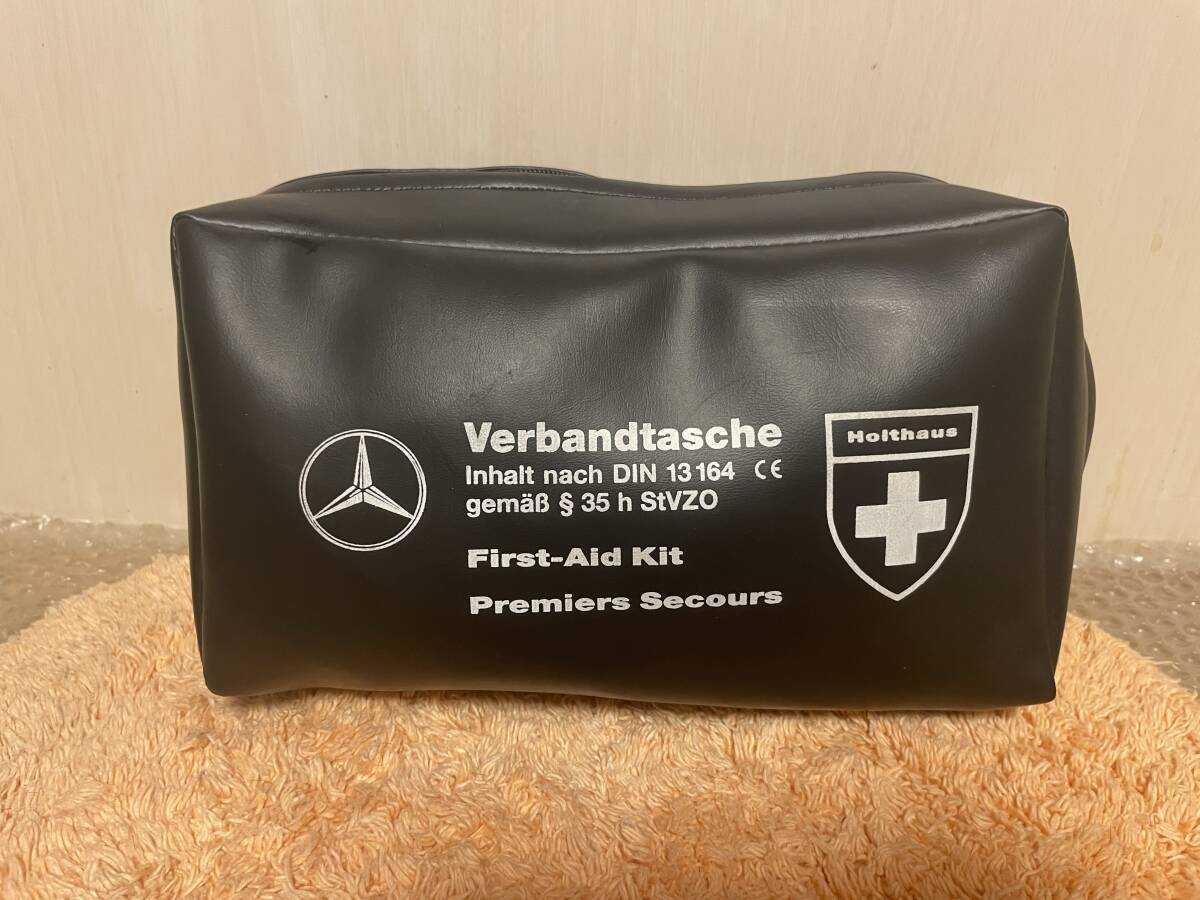 Verbandtasche
Inhalt nach DIN 13164 CE
gemäß § 35 h StVZO
First-Aid Kit
Premiers Secours
Holthaus